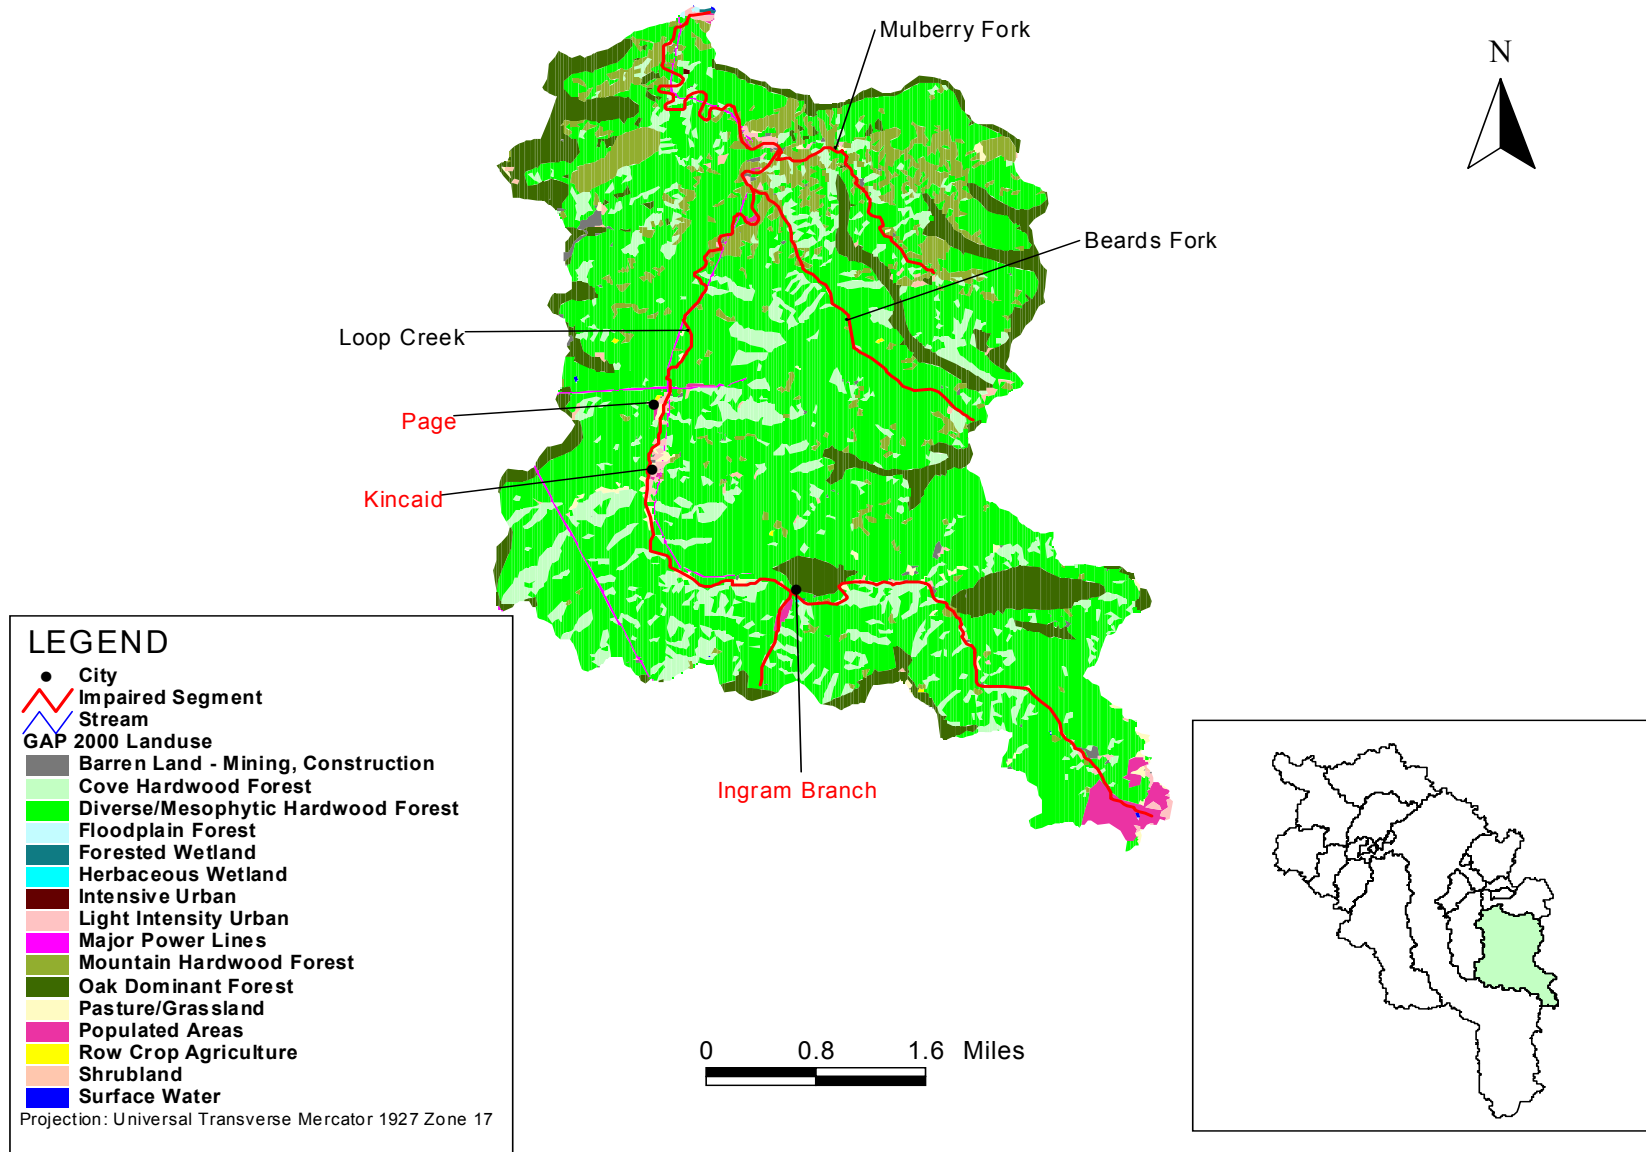 Mulberry Fork
N
Beards Fork
Loop Creek
Page
Kincaid
Ingram Branch
LEGEND
City
Impaired Segment
Stream
GAP 2000 Landuse
Barren Land - Mining, Construction
Cove Hardwood Forest
Diverse/Mesophytic Hardwood Forest
Floodplain Forest
Forested Wetland
Herbaceous Wetland
Intensive Urban
Light Intensity Urban
Major Power Lines
Mountain Hardwood Forest
Oak Dominant Forest
Pasture/Grassland
Populated Areas
Row Crop Agriculture
Shrubland
Surface Water
Projection: Universal Transverse Mercator 1927 Zone 17
0 0.8 1.6 Miles